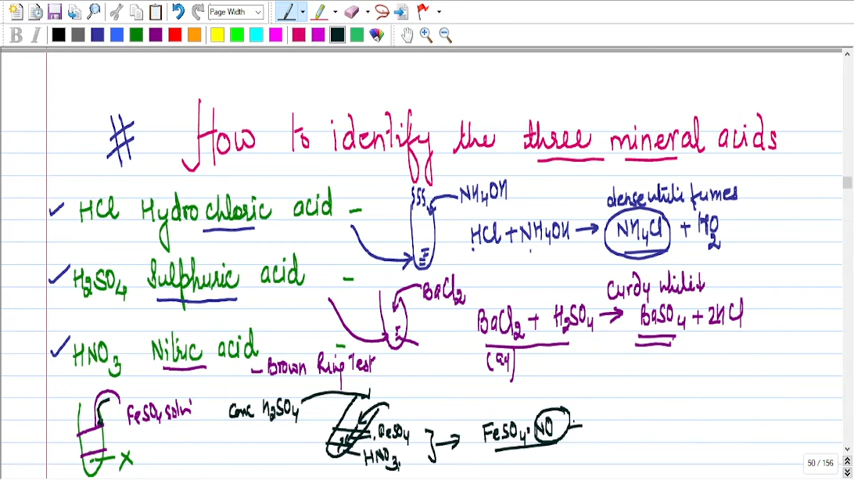 Page Width
B I
# How to identify the three mineral acids
HCl Hydrochloric acid –
NH4OH
dense white fumes
HCl + NH4OH → NH4Cl + H2O
H2SO4 Sulphuric acid –
BaCl2
curdy white
BaCl2 + H2SO4 → BaSO4 + 2HCl
(aq)
HNO3 Nitric acid –
– Brown Ring Test
FeSO4 soln
X
Conc H2SO4
FeSO4
HNO3
→ FeSO4·NO
50 / 156